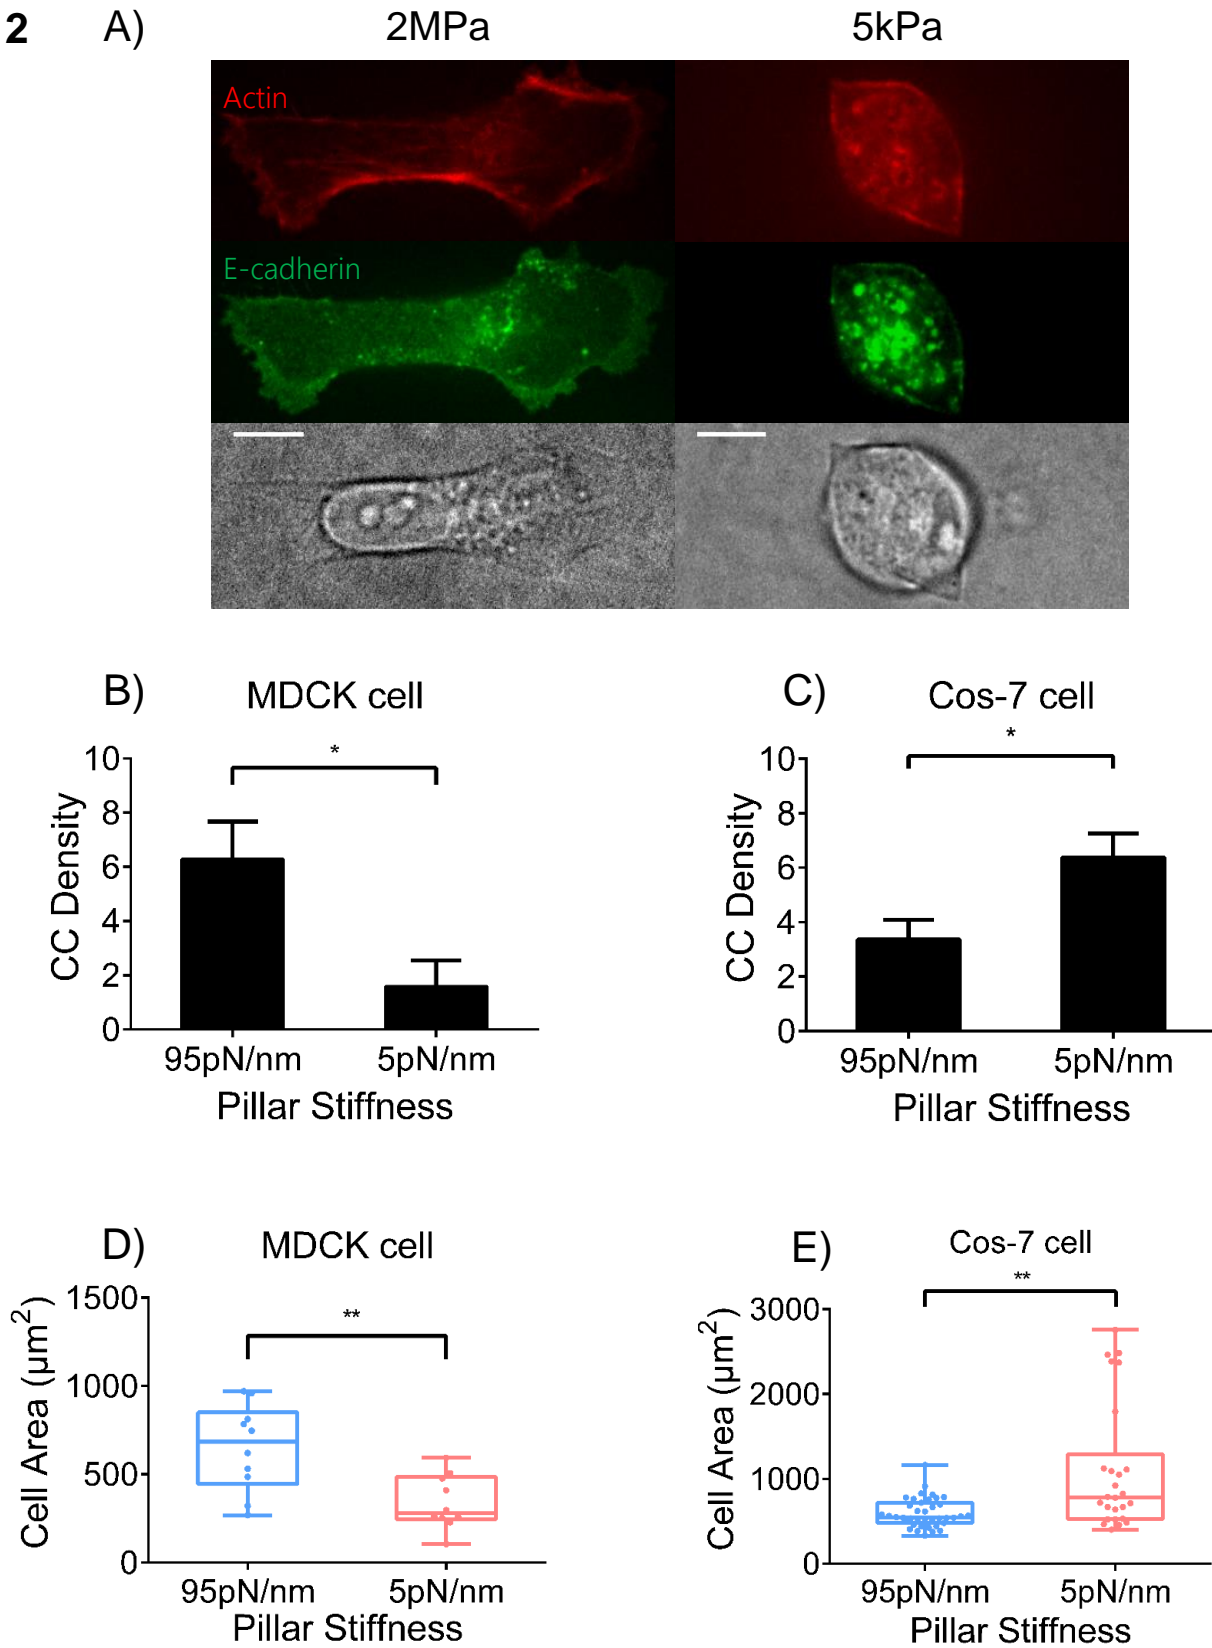 2 A) 2MPa 5kPa
Actin
E-cadherin
B) MDCK cell
*
10
8
6
4
2
0
CC Density
95pN/nm 5pN/nm
Pillar Stiffness
C) Cos-7 cell
*
10
8
6
4
2
0
CC Density
95pN/nm 5pN/nm
Pillar Stiffness
D) MDCK cell
**
1500
1000
500
0
Cell Area (μm²)
95pN/nm 5pN/nm
Pillar Stiffness
E) Cos-7 cell
**
3000
2000
1000
0
Cell Area (μm²)
95pN/nm 5pN/nm
Pillar Stiffness